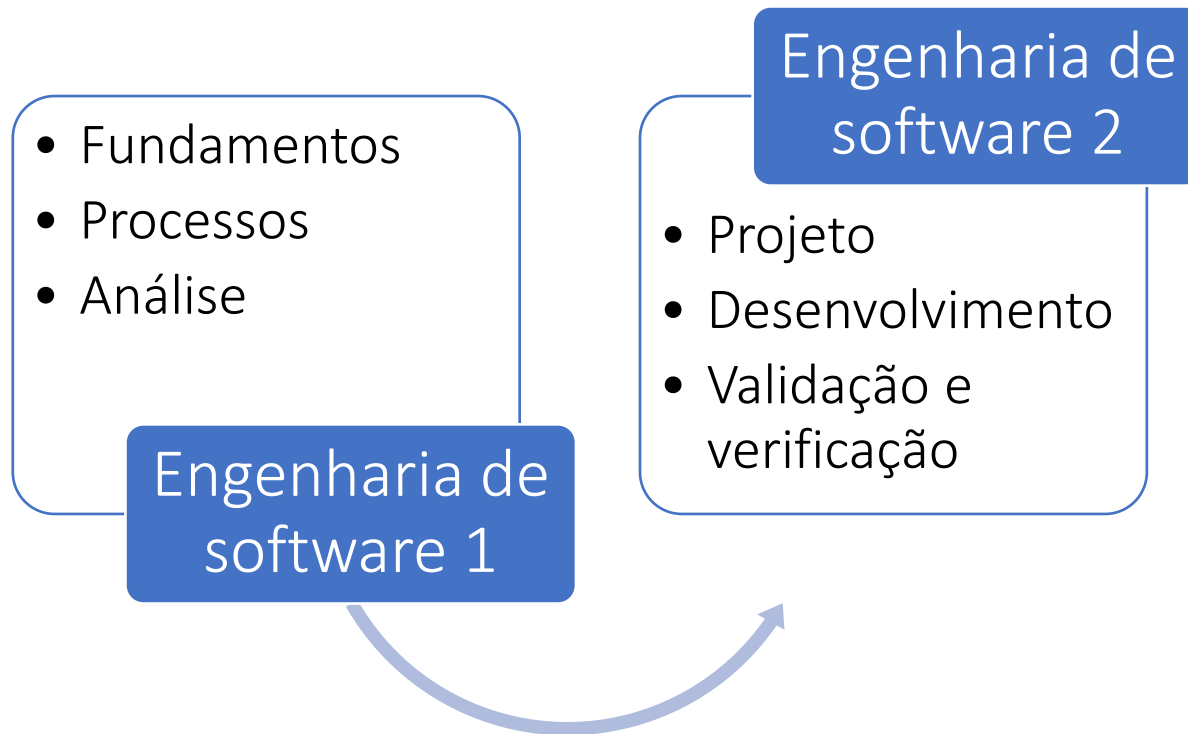 • Fundamentos
• Processos
• Análise
Engenharia de
software 1
Engenharia de
software 2
• Projeto
• Desenvolvimento
• Validação e
verificação